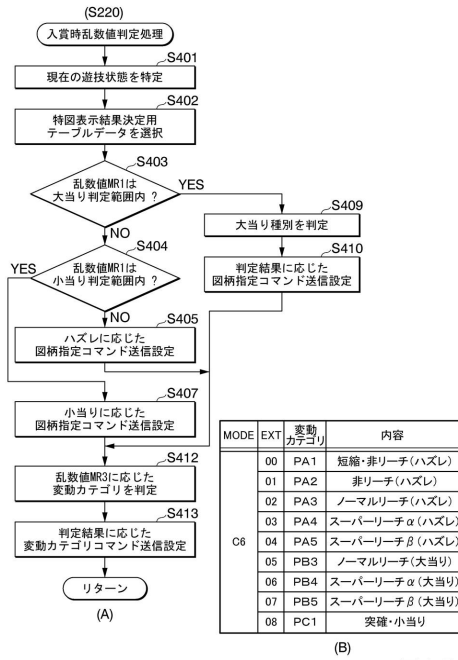 (S220)
入賞時乱数値判定処理
S401
現在の遊技状態を特定
S402
特図表示結果決定用
テーブルデータを選択
S403
乱数値MR1は
大当り判定範囲内 ?
YES
NO
S409
大当り種別を判定
S404
乱数値MR1は
小当り判定範囲内 ?
YES
NO
S410
判定結果に応じた
図柄指定コマンド送信設定
S405
ハズレに応じた
図柄指定コマンド送信設定
S407
小当りに応じた
図柄指定コマンド送信設定
S412
乱数値MR3に応じた
変動カテゴリを判定
S413
判定結果に応じた
変動カテゴリコマンド送信設定
リターン
(A)
MODE EXT 変動カテゴリ 内容
C6 00 PA1 短縮・非リーチ(ハズレ)
01 PA2 非リーチ(ハズレ)
02 PA3 ノーマルリーチ(ハズレ)
03 PA4 スーパーリーチα(ハズレ)
04 PA5 スーパーリーチβ(ハズレ)
05 PB3 ノーマルリーチ(大当り)
06 PB4 スーパーリーチα(大当り)
07 PB5 スーパーリーチβ(大当り)
08 PC1 突確・小当り
(B)